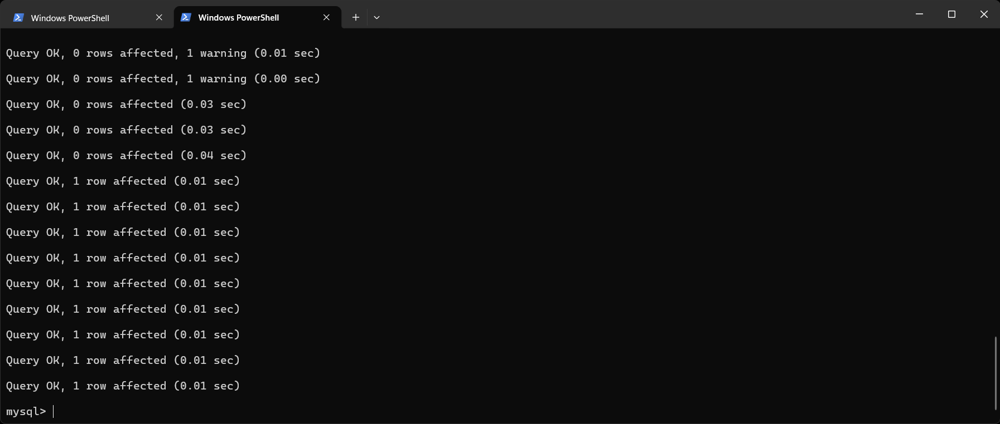 Windows PowerShell
Windows PowerShell
Query OK, 0 rows affected, 1 warning (0.01 sec)
Query OK, 0 rows affected, 1 warning (0.00 sec)
Query OK, 0 rows affected (0.03 sec)
Query OK, 0 rows affected (0.03 sec)
Query OK, 0 rows affected (0.04 sec)
Query OK, 1 row affected (0.01 sec)
Query OK, 1 row affected (0.01 sec)
Query OK, 1 row affected (0.01 sec)
Query OK, 1 row affected (0.01 sec)
Query OK, 1 row affected (0.01 sec)
Query OK, 1 row affected (0.01 sec)
Query OK, 1 row affected (0.01 sec)
Query OK, 1 row affected (0.01 sec)
Query OK, 1 row affected (0.01 sec)
mysql>